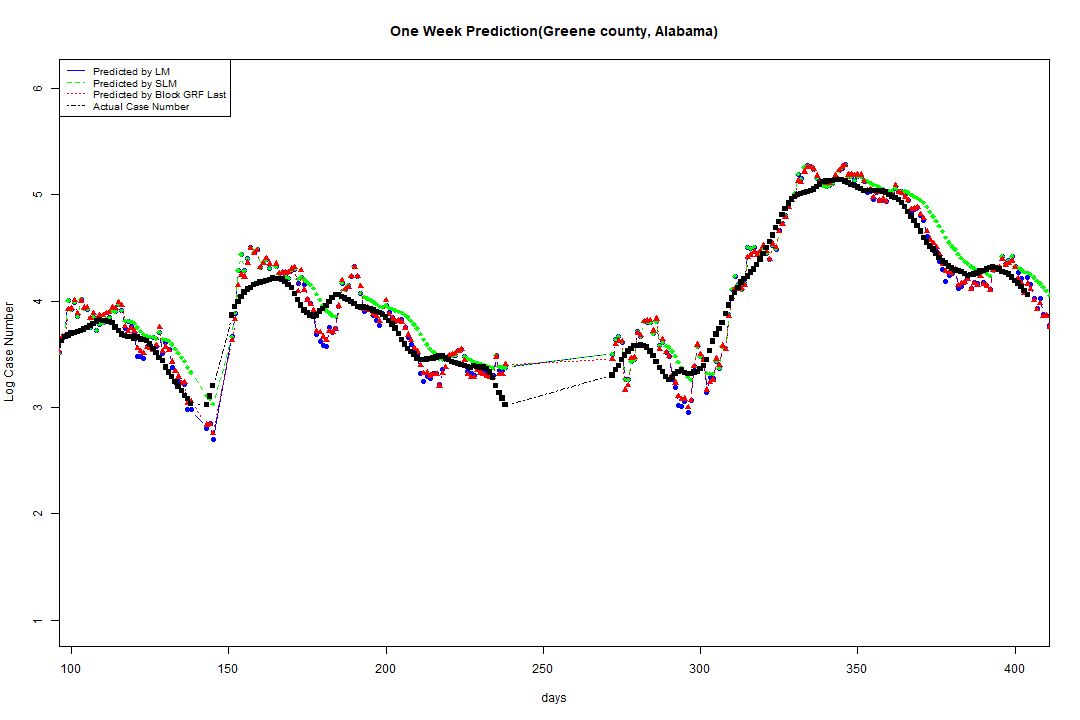 One Week Prediction(Greene county, Alabama)
Predicted by LM
Predicted by SLM
Predicted by Block GRF Last
Actual Case Number
6
5
4
3
2
1
Log Case Number
100 150 200 250 300 350 400
days